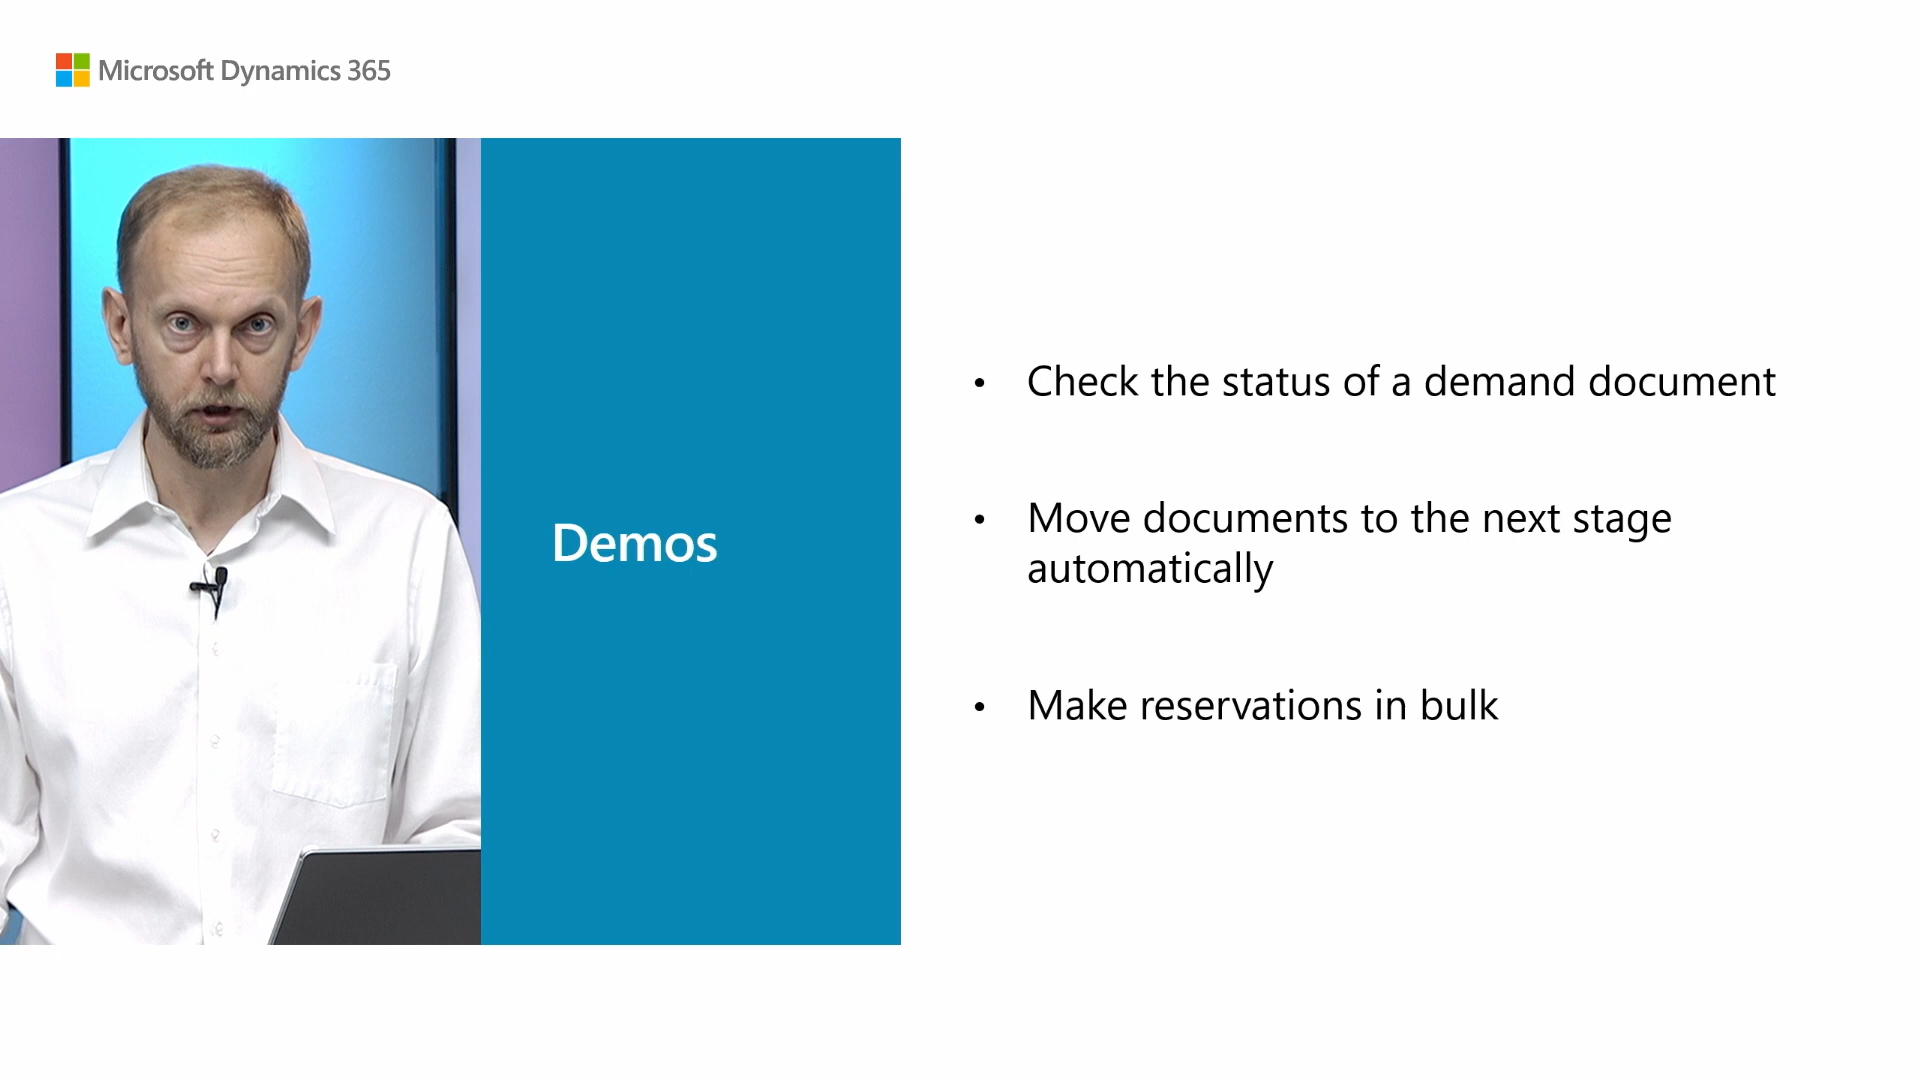 Microsoft Dynamics 365
Demos
• Check the status of a demand document
• Move documents to the next stage
automatically
• Make reservations in bulk